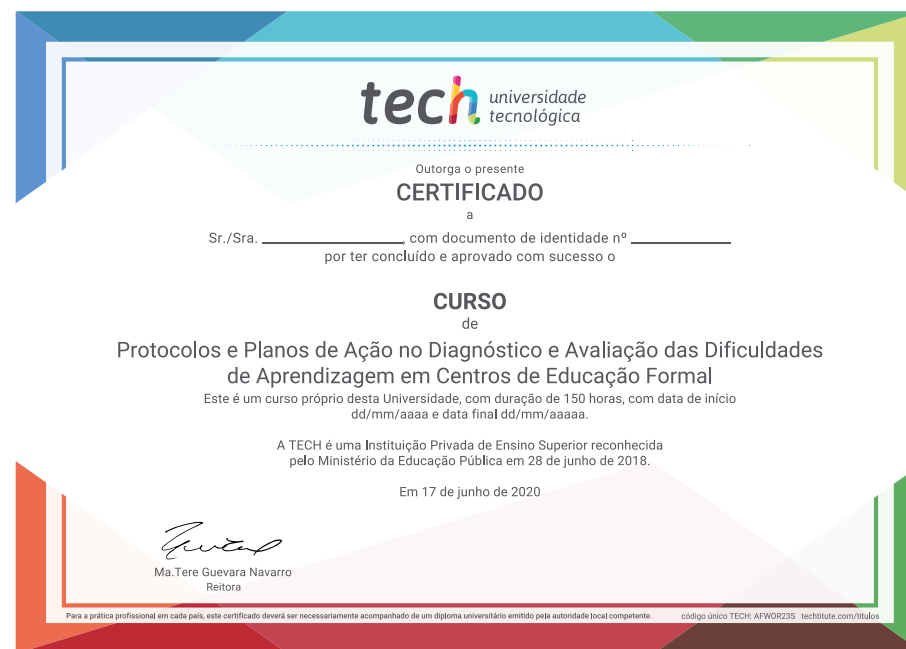 tech universidade
tecnológica
Outorga o presente
CERTIFICADO
a
Sr./Sra. ____________, com documento de identidade nº ____________
por ter concluído e aprovado com sucesso o
CURSO
de
Protocolos e Planos de Ação no Diagnóstico e Avaliação das Dificuldades
de Aprendizagem em Centros de Educação Formal
Este é um curso próprio desta Universidade, com duração de 150 horas, com data de início
dd/mm/aaaa e data final dd/mm/aaaaa.
A TECH é uma Instituição Privada de Ensino Superior reconhecida
pelo Ministério da Educação Pública em 28 de junho de 2018.
Em 17 de junho de 2020
Ma.Tere Guevara Navarro
Reitora
Para a prática profissional em cada país, este certificado deverá ser necessariamente acompanhado de um diploma universitário emitido pela autoridade local competente. código único TECH: AFWOR23S techtitute.com/titulos